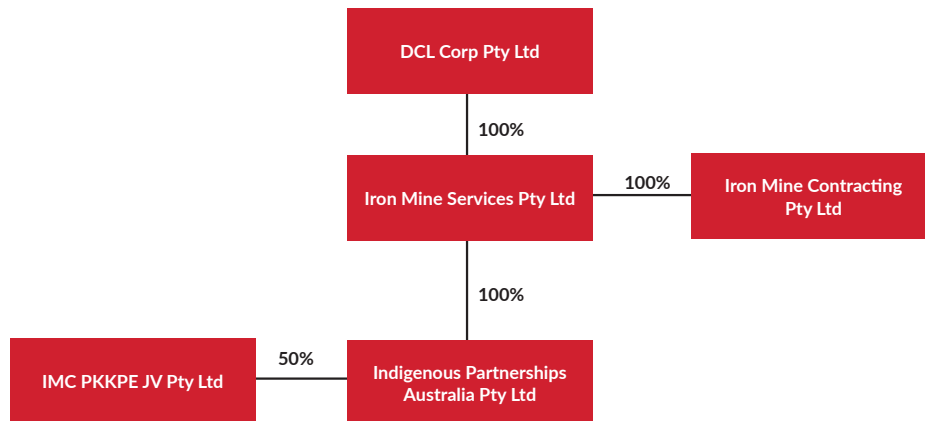 DCL Corp Pty Ltd
100%
Iron Mine Services Pty Ltd
100%
Iron Mine Contracting
Pty Ltd
100%
IMC PKKPE JV Pty Ltd
50%
Indigenous Partnerships
Australia Pty Ltd